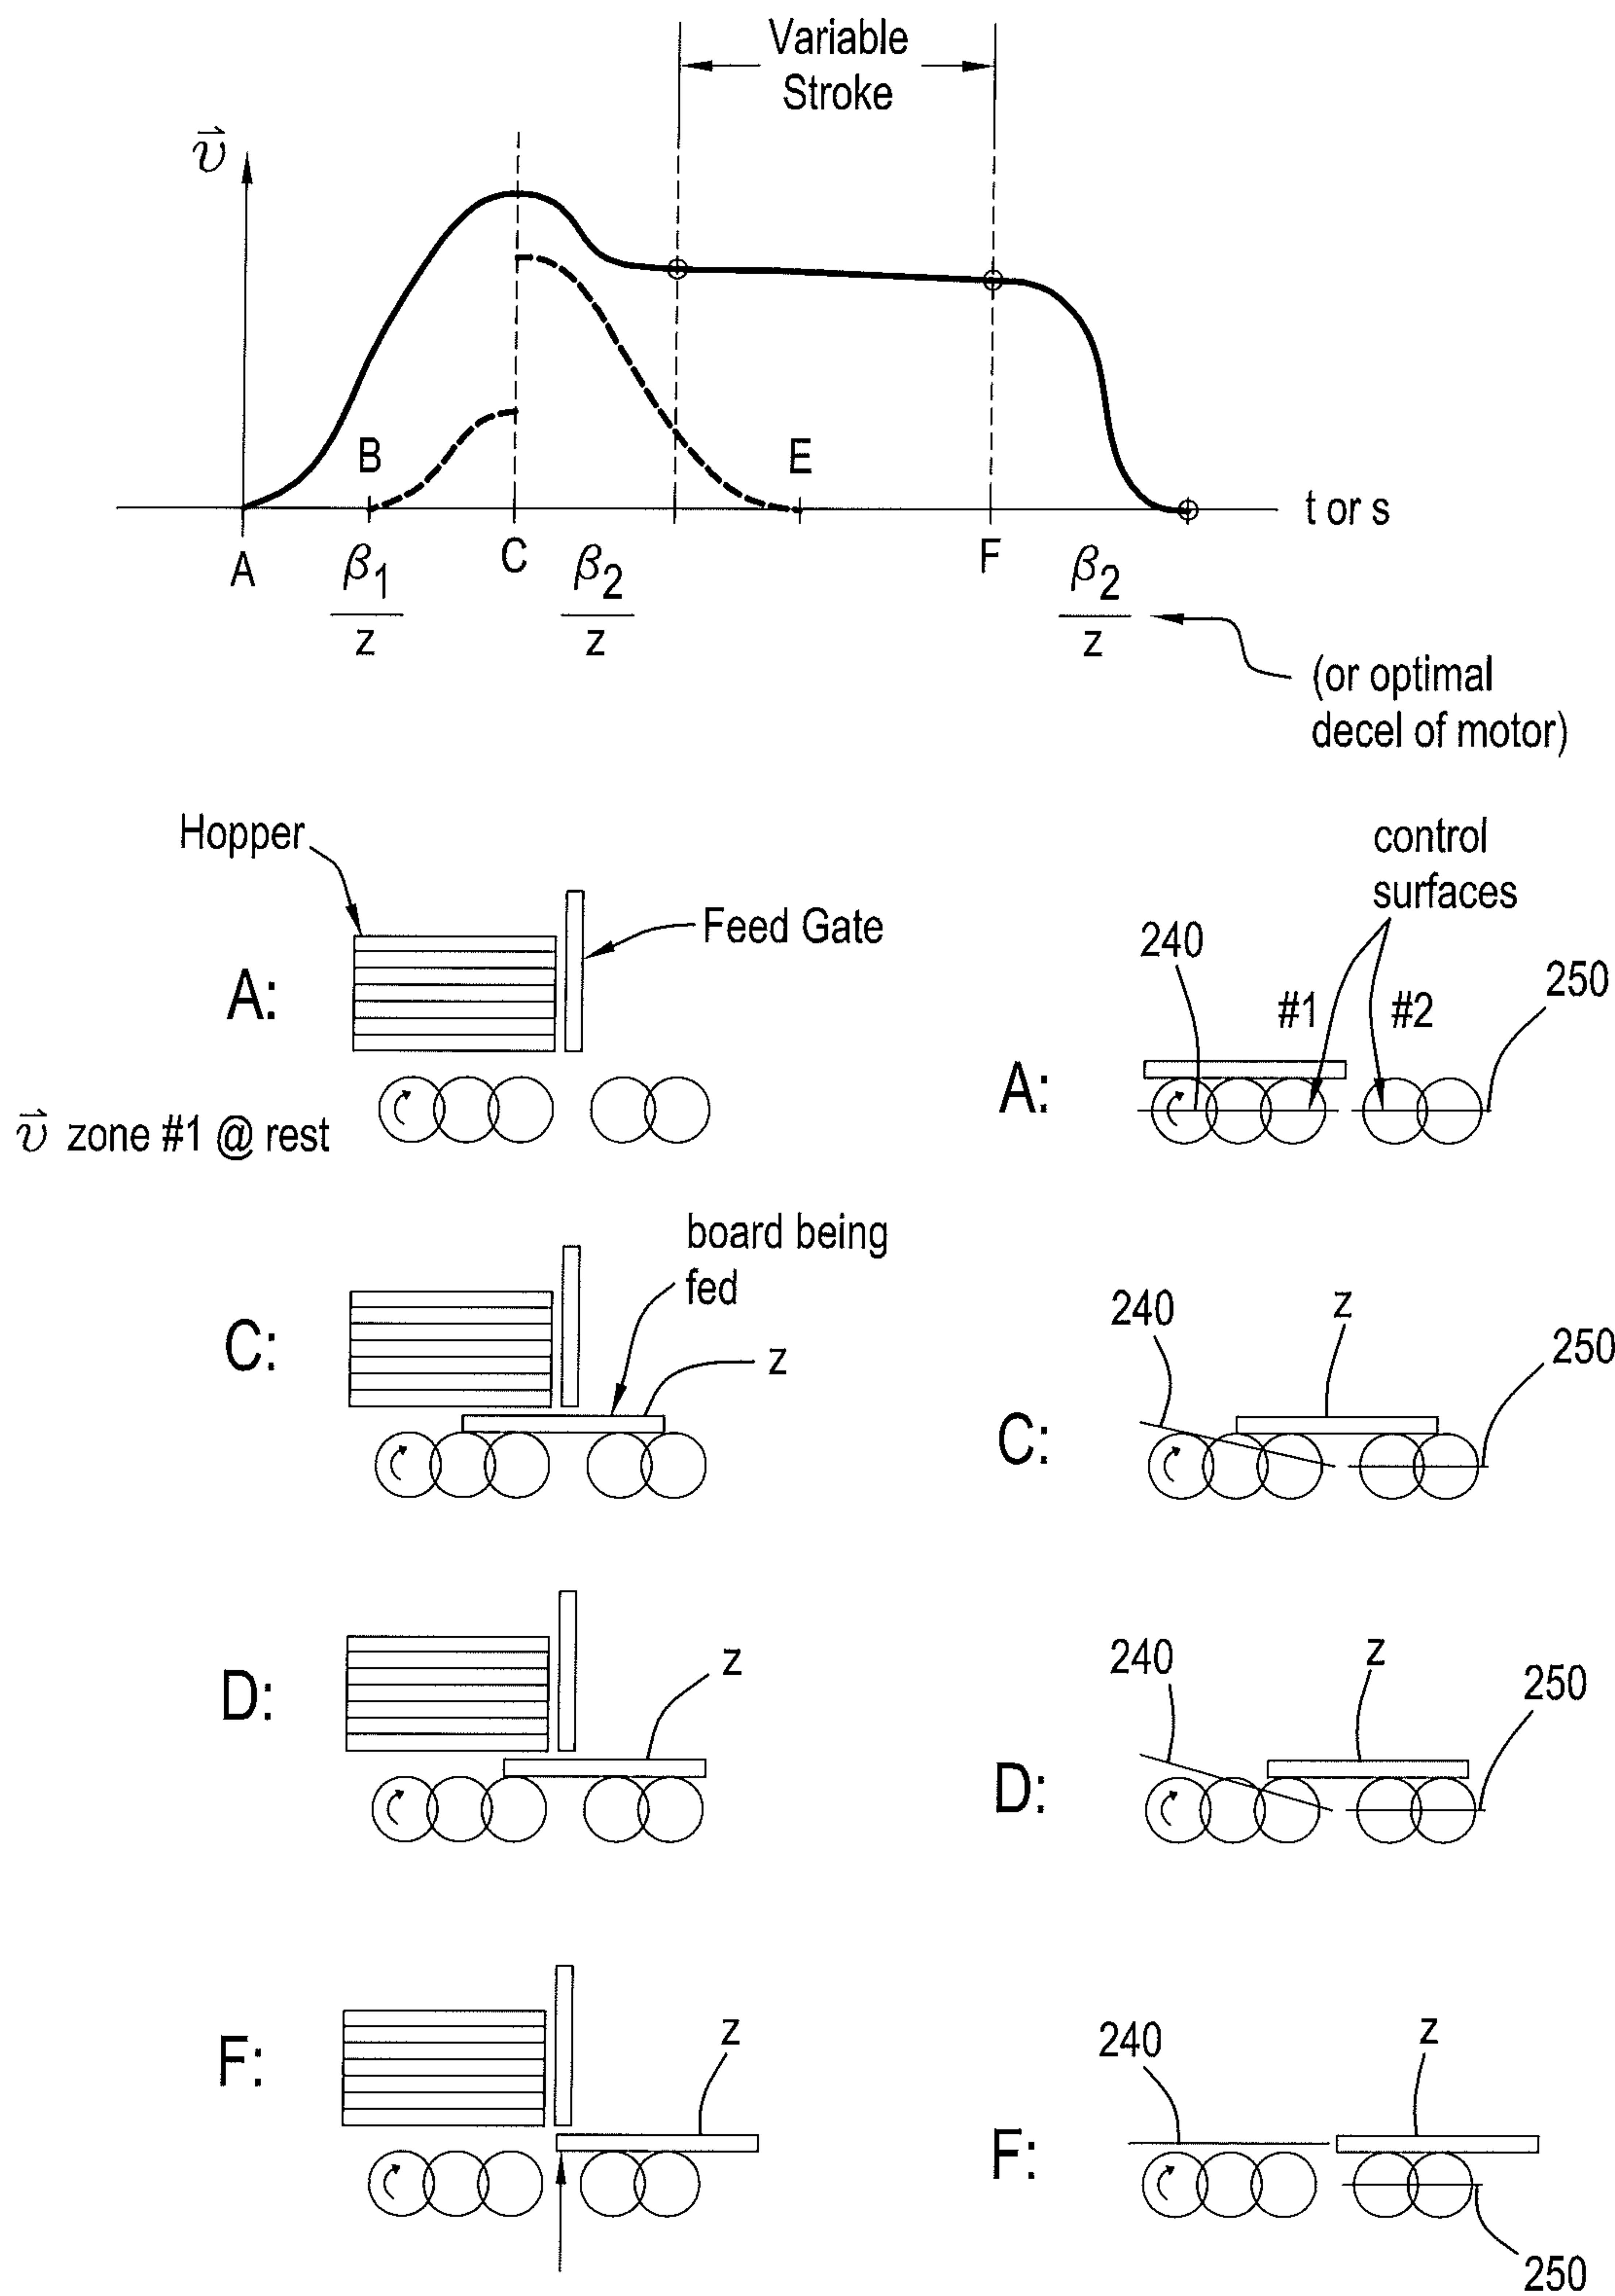 Variable
Stroke
v⃗
B
E
t or s
A
β1
z
C
β2
z
F
β2
z
(or optimal
decel of motor)
Hopper
Feed Gate
A:
v⃗ zone #1 @ rest
control
surfaces
240
#1
#2
250
A:
board being
fed
z
C:
240
z
250
C:
z
D:
240
z
250
D:
z
F:
240
z
F:
250